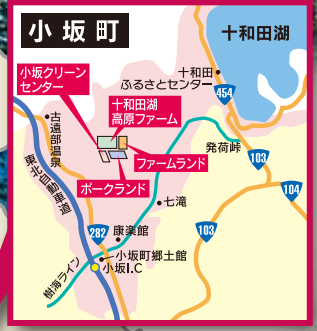 小坂町
十和田湖
小坂クリーン
センター
十和田
ふるさとセンター
454
十和田湖
高原ファーム
古遠部温泉
発荷峠
103
ファームランド
ポークランド
104
東北自動車道
七滝
282
康楽館
103
小坂町郷土館
小坂I.C
樹海ライン